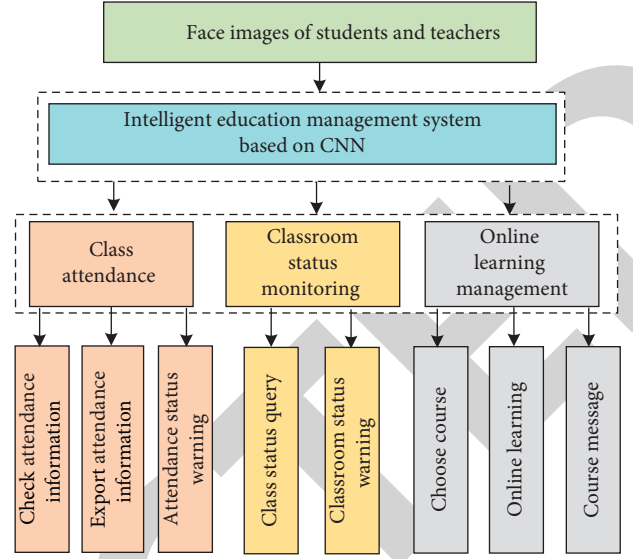 Face images of students and teachers
Intelligent education management system
based on CNN
Class
attendance
Classroom
status
monitoring
Online
learning
management
Check attendance
information
Export attendance
information
Attendance status
warning
Class status query
Classroom status
warning
Choose course
Online learning
Course message